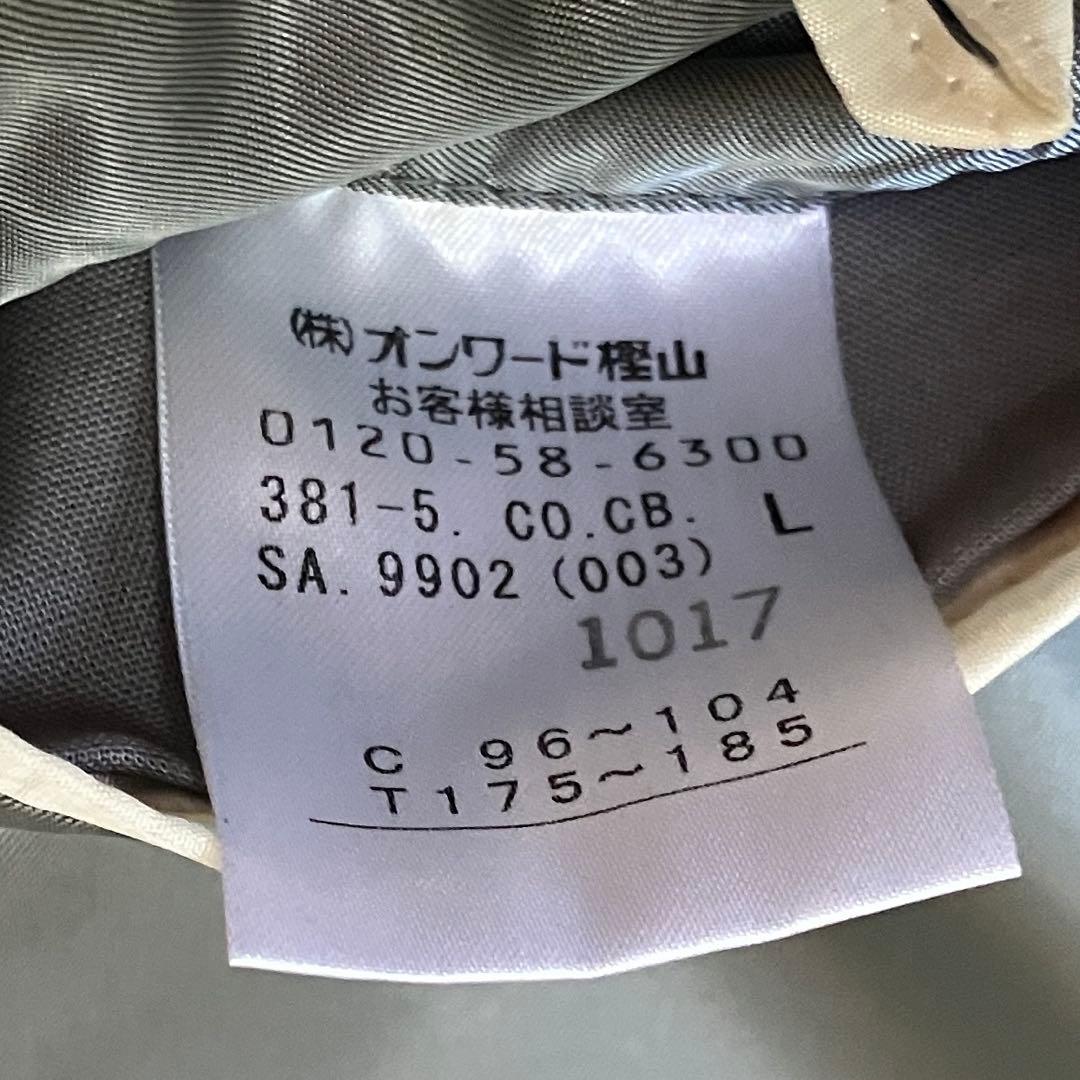 (株)オンワード樫山
お客様相談室
0120-58-6300
381-5. CO.CB. L
SA. 9902 (003)
1017
C 96~104
T175~185